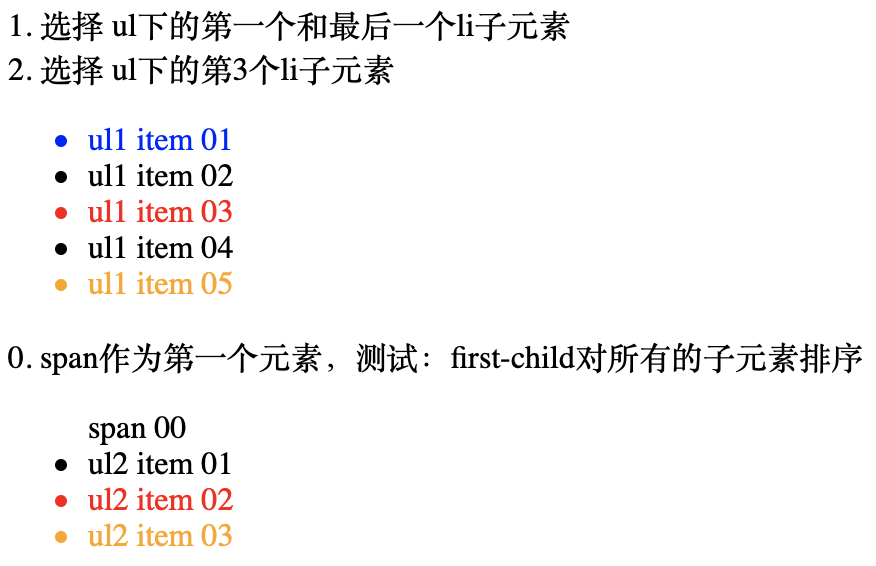 1. 选择 ul下的第一个和最后一个li子元素
2. 选择 ul下的第3个li子元素
ul1 item 01
ul1 item 02
ul1 item 03
ul1 item 04
ul1 item 05
0. span作为第一个元素，测试：first-child对所有的子元素排序
span 00
ul2 item 01
ul2 item 02
ul2 item 03